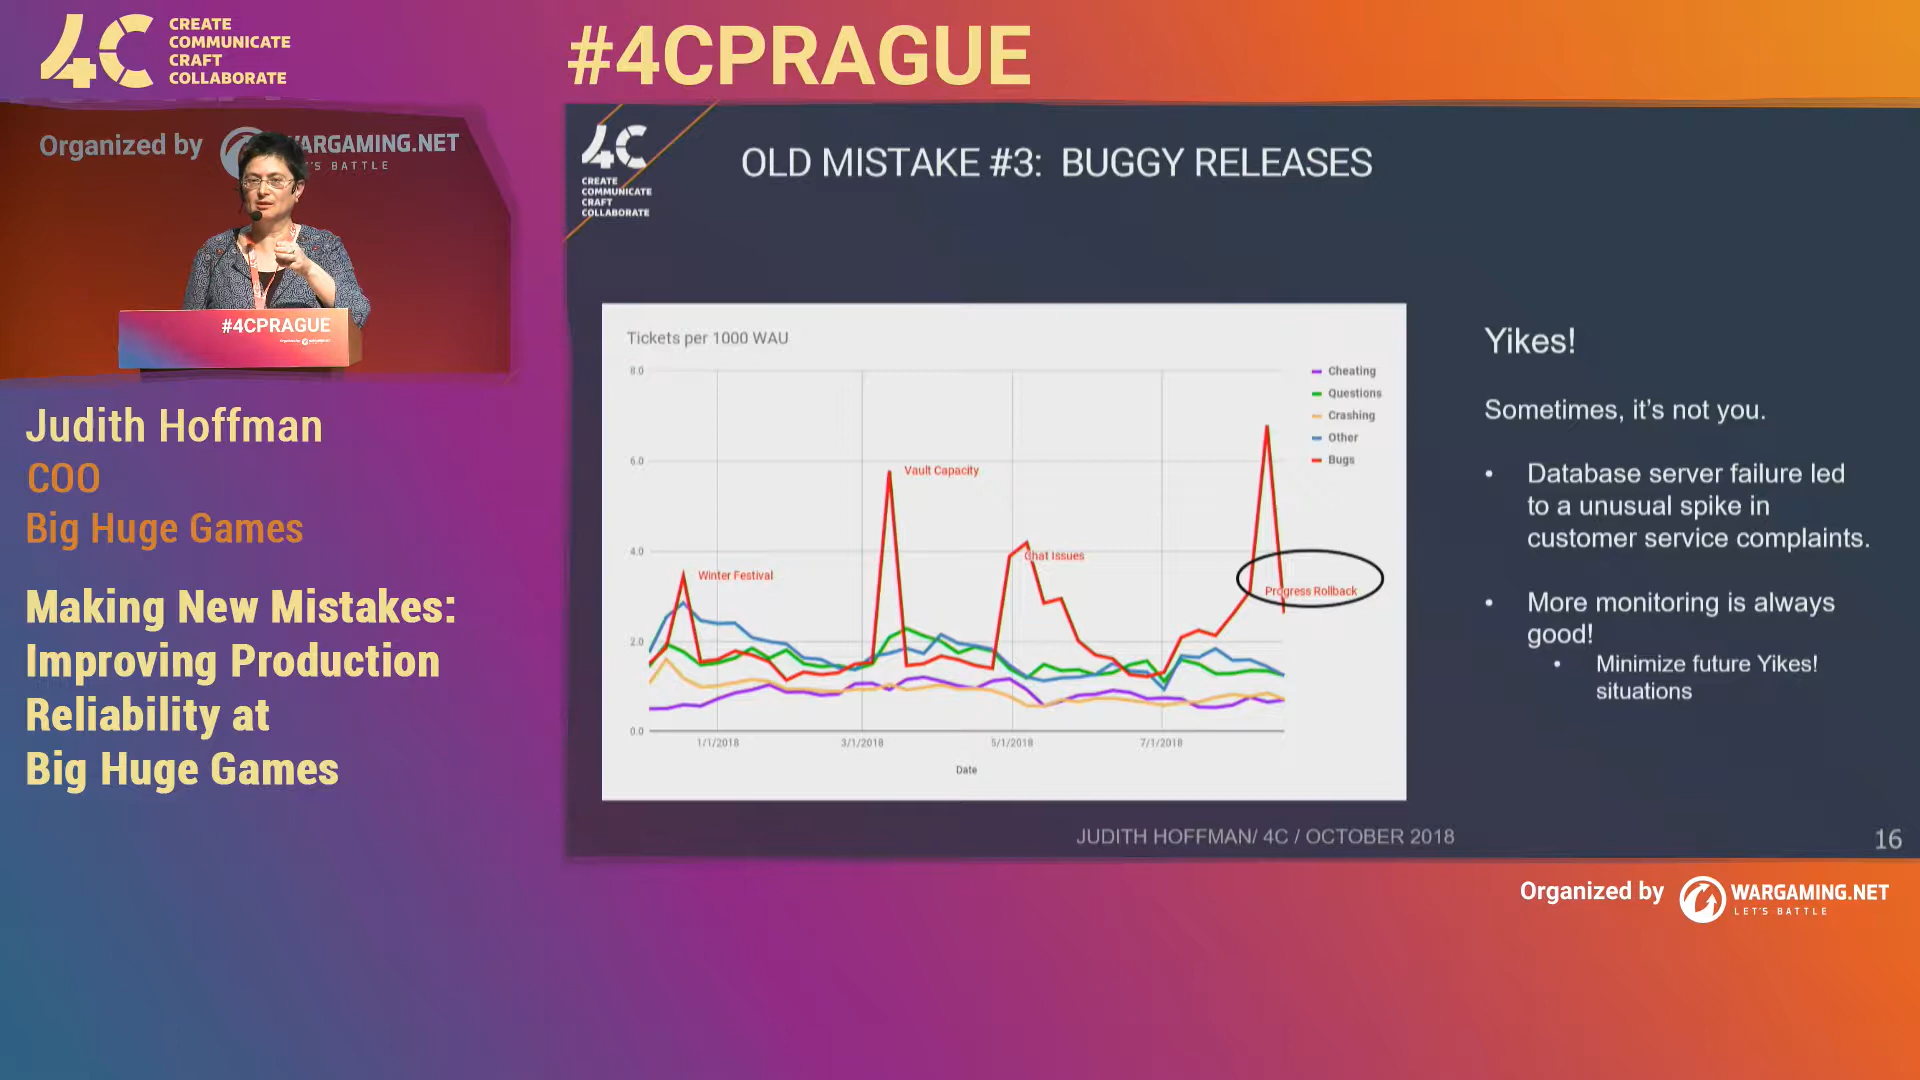 4C
CREATE
COMMUNICATE
CRAFT
COLLABORATE
#4CPRAGUE
Organized by
WARGAMING.NET
LET'S BATTLE
#4CPRAGUE
Judith Hoffman
COO
Big Huge Games
Making New Mistakes:
Improving Production
Reliability at
Big Huge Games
4C
CREATE
COMMUNICATE
CRAFT
COLLABORATE
OLD MISTAKE #3: BUGGY RELEASES
Tickets per 1000 WAU
8.0
6.0
4.0
2.0
0.0
Cheating
Questions
Crashing
Other
Bugs
Winter Festival
Vault Capacity
Chat Issues
Progress Rollback
1/1/2018
3/1/2018
5/1/2018
7/1/2018
Date
Yikes!
Sometimes, it's not you.
• Database server failure led
to a unusual spike in
customer service complaints.
• More monitoring is always
good!
• Minimize future Yikes!
situations
JUDITH HOFFMAN/ 4C / OCTOBER 2018
16
Organized by
WARGAMING.NET
LET'S BATTLE